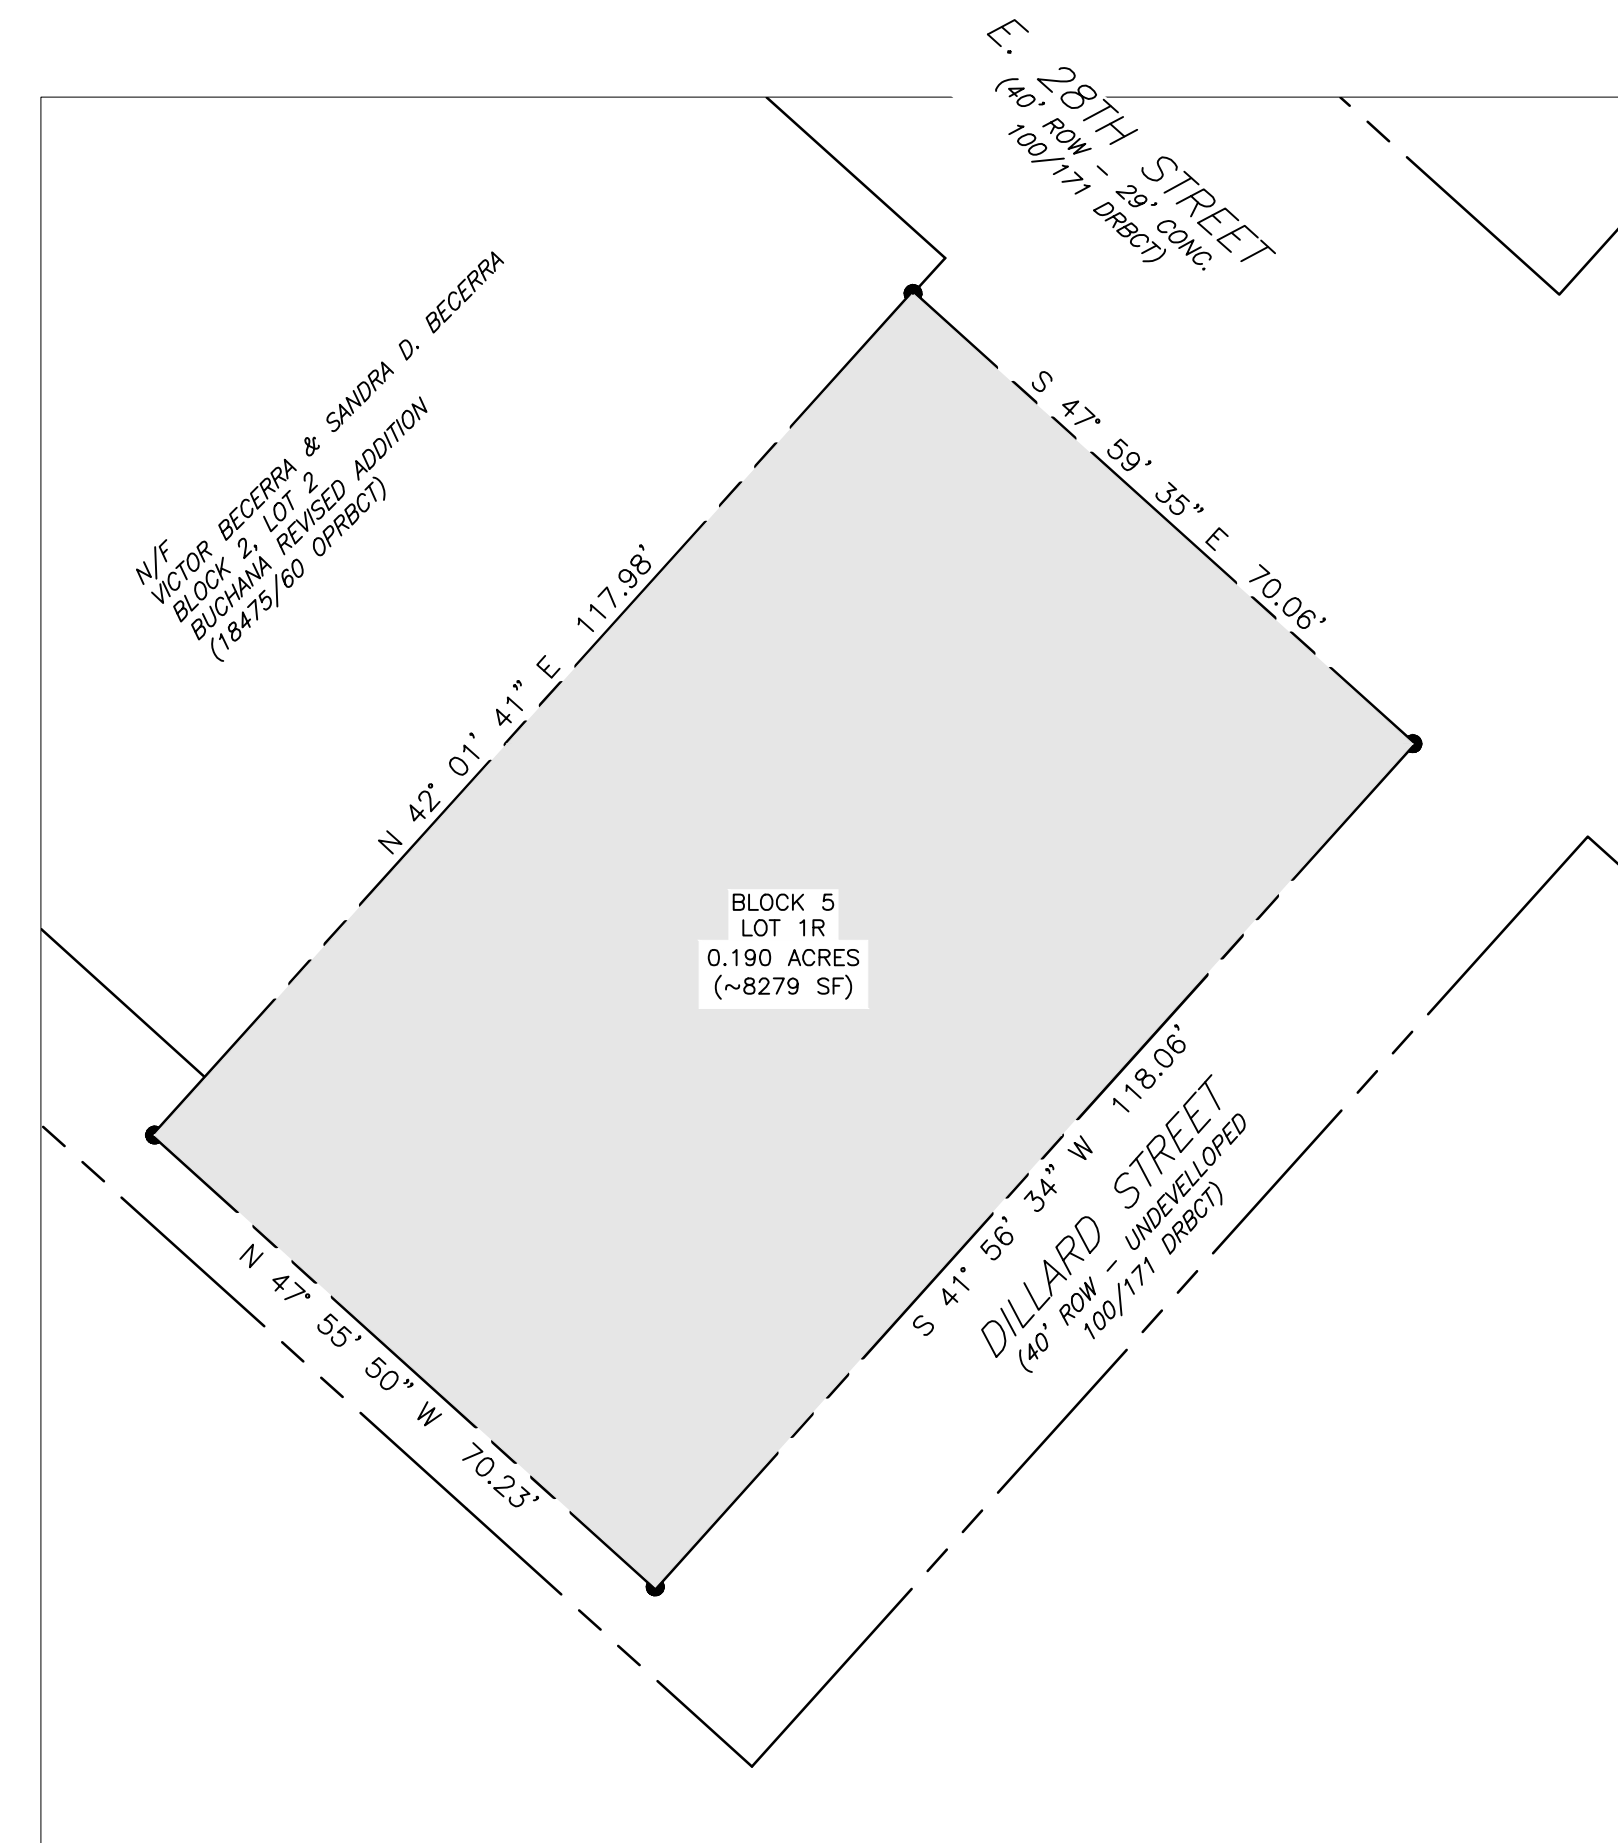 E. 28TH STREET
(40' ROW - 29' CONC.
100/171 DRBCT)
N/F
VICTOR BECERRA & SANDRA D. BECERRA
BLOCK 2, LOT 2
BUCHANA REVISED ADDITION
(18475/60 OPRBCT)
S 47° 59' 35" E 70.06'
N 42° 01' 41" E 117.98'
BLOCK 5
LOT 1R
0.190 ACRES
(~8279 SF)
S 41° 56' 34" W 118.06'
DILLARD STREET
(40' ROW - UNDEVELLOPED
100/171 DRBCT)
N 47° 55' 50" W 70.23'